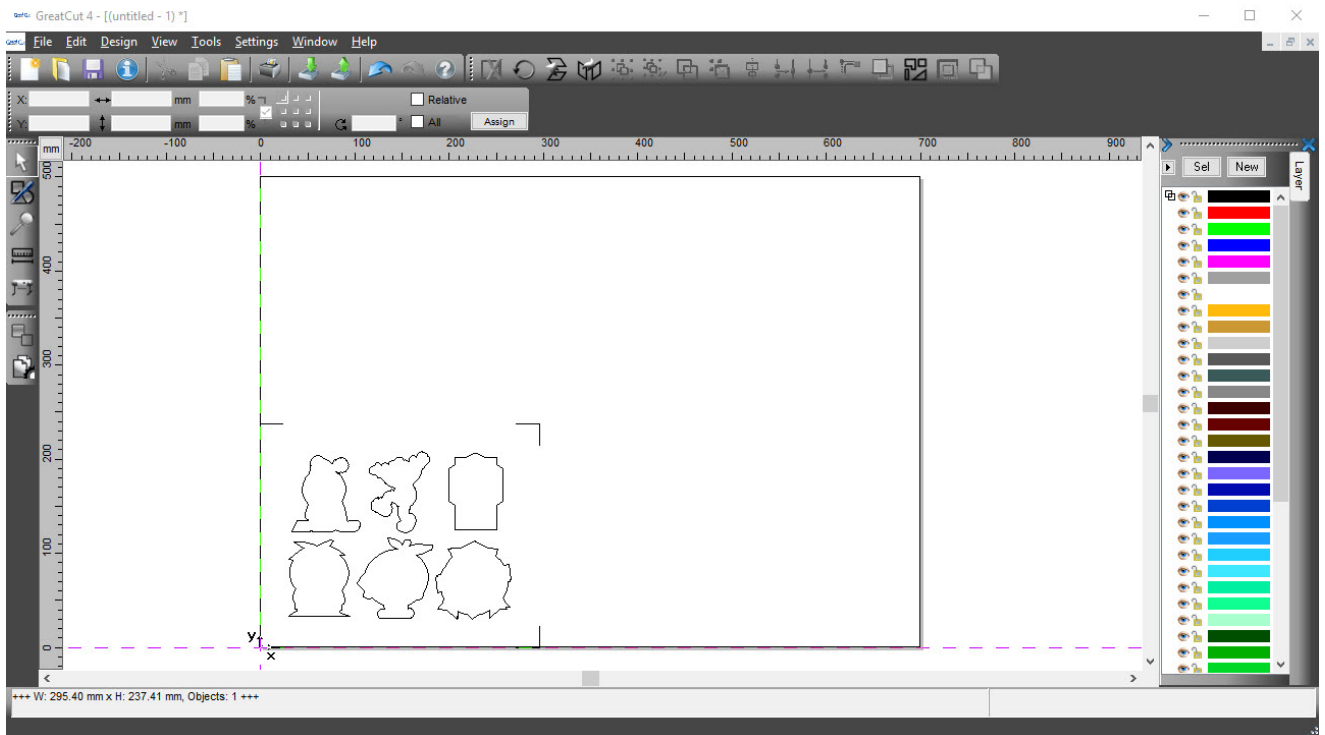 GreatCut 4 - [(untitled - 1) *]
File Edit Design View Tools Settings Window Help
X: mm % Relative
Y: mm % ° All Assign
mm -200 -100 0 100 200 300 400 500 600 700 800 900
Sel New
Layer
500
400
300
200
100
0
y
x
+++ W: 295.40 mm x H: 237.41 mm, Objects: 1 +++